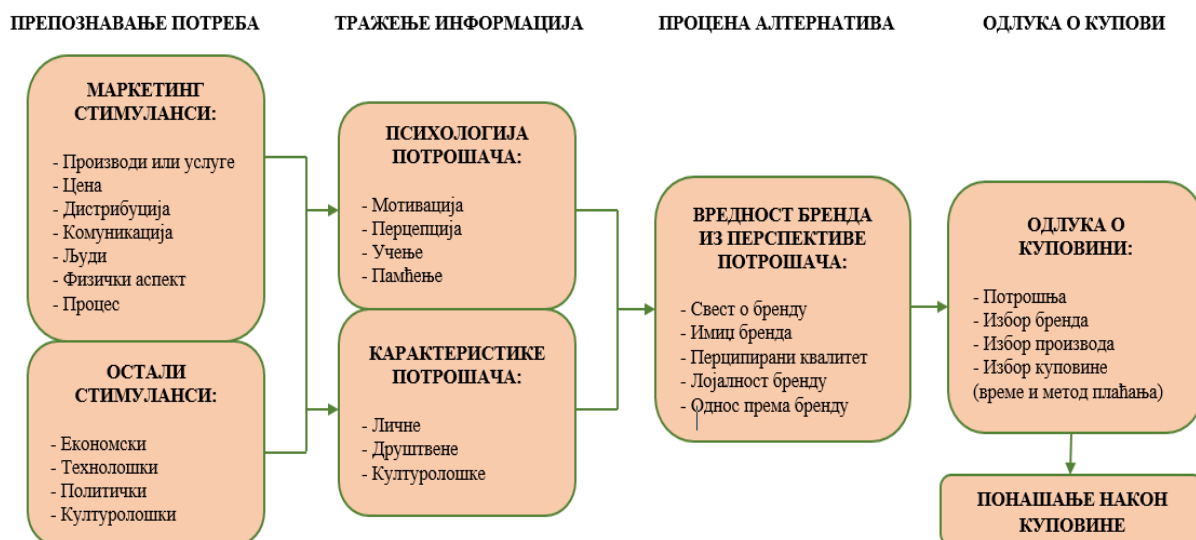 ПРЕПОЗНАВАЊЕ ПОТРЕБА
ТРАЖЕЊЕ ИНФОРМАЦИЈА
ПРОЦЕНА АЛТЕРНАТИВА
ОДЛУКА О КУПОВИ
МАРКЕТИНГ
СТИМУЛАНСИ:
- Производи или услуге
- Цена
- Дистрибуција
- Комуникација
- Људи
- Физички аспект
- Процес
ОСТАЛИ
СТИМУЛАНСИ:
- Економски
- Технолошки
- Политички
- Културолошки
ПСИХОЛОГИЈА
ПОТРОШАЧА:
- Мотивација
- Перцепција
- Учење
- Памћење
КАРАКТЕРИСТИКЕ
ПОТРОШАЧА:
- Личне
- Друштвене
- Културолошке
ВРЕДНОСТ БРЕНДА
ИЗ ПЕРСПЕКТИВЕ
ПОТРОШАЧА:
- Свест о бренду
- Имиџ бренда
- Перципирани квалитет
- Лојалност бренду
- Однос према бренду
ОДЛУКА О
КУПОВИНИ:
- Потрошња
- Избор бренда
- Избор производа
- Избор куповине
(време и метод плаћања)
ПОНАШАЊЕ НАКОН
КУПОВИНЕ